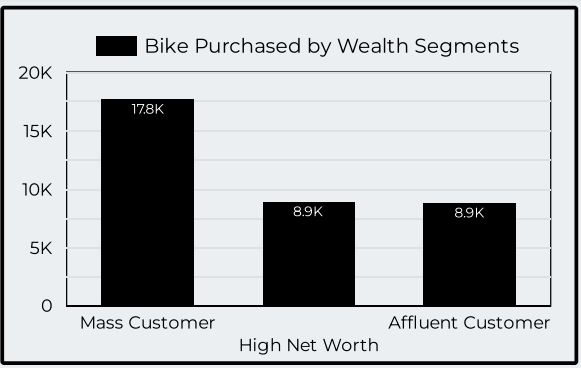 Bike Purchased by Wealth Segments
20K
17.8K
15K
10K
8.9K
8.9K
5K
0
Mass Customer
Affluent Customer
High Net Worth